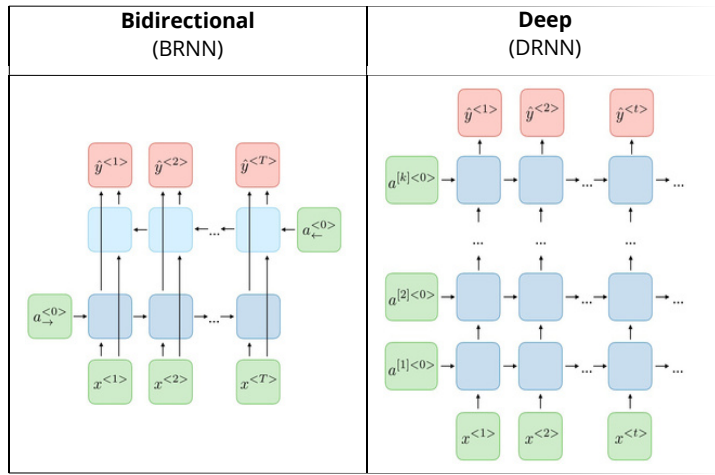 Bidirectional
(BRNN)
ŷ<1> ŷ<2> ŷ<T>
... a←<0>
a→<0> ...
x<1> x<2> x<T>
Deep
(DRNN)
ŷ<1> ŷ<2> ŷ<t>
a[k]<0> ... ...
... ... ...
a[2]<0> ... ...
a[1]<0> ... ...
x<1> x<2> x<t>